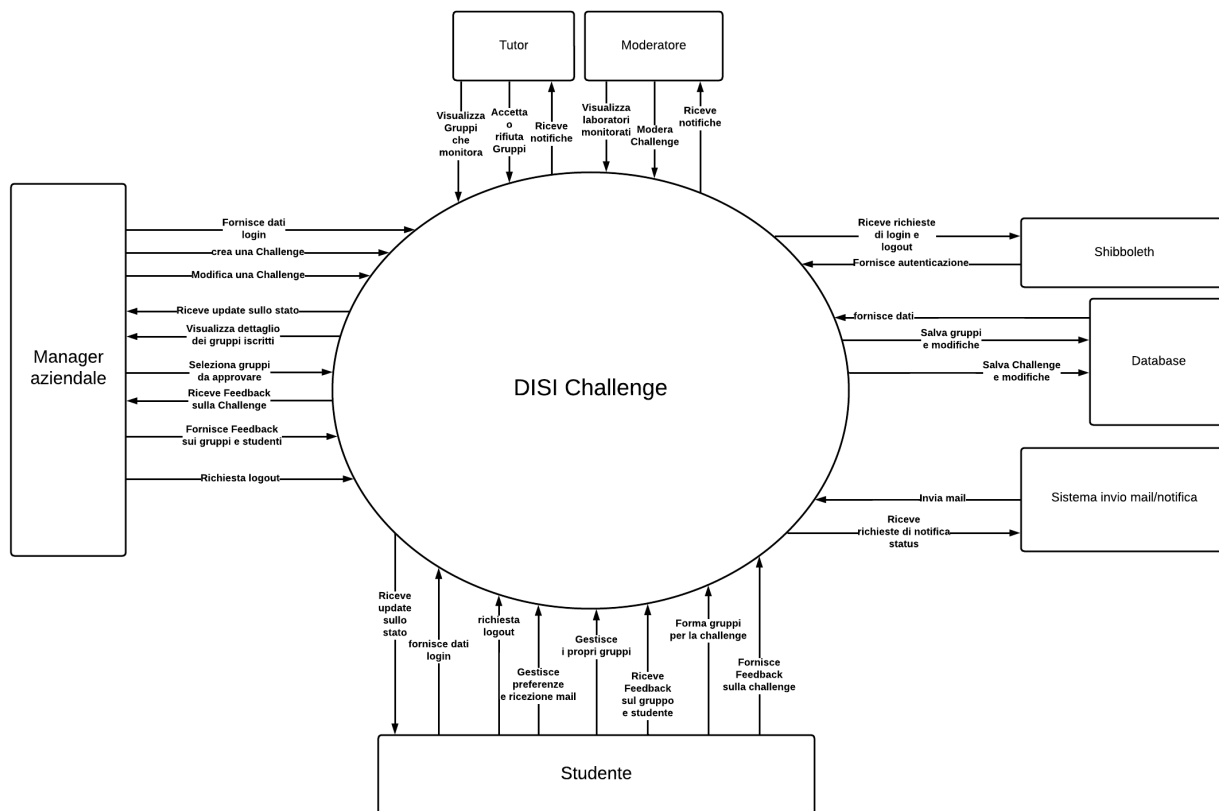 Tutor
Moderatore
Visualizza
Gruppi
che
monitora
Accetta
o
rifiuta
Gruppi
Riceve
notifiche
Visualizza
laboratori
monitorati
Modera
Challenge
Riceve
notifiche
Manager
aziendale
Fornisce dati
login
crea una Challenge
Modifica una Challenge
Riceve update sullo stato
Visualizza dettaglio
dei gruppi iscritti
Seleziona gruppi
da approvare
Riceve Feedback
sulla Challenge
Fornisce Feedback
sui gruppi e studenti
Richiesta logout
DISI Challenge
Riceve richieste
di login e
logout
Fornisce autenticazione
Shibboleth
fornisce dati
Salva gruppi
e modifiche
Salva Challenge
e modifiche
Database
Invia mail
Riceve
richieste di notifica
status
Sistema invio mail/notifica
Riceve
update
sullo
stato
fornisce dati
login
richiesta
logout
Gestisce
preferenze
e ricezione mail
Gestisce
i propri gruppi
Riceve
Feedback
sul gruppo
e studente
Forma gruppi
per la challenge
Fornisce
Feedback
sulla challenge
Studente